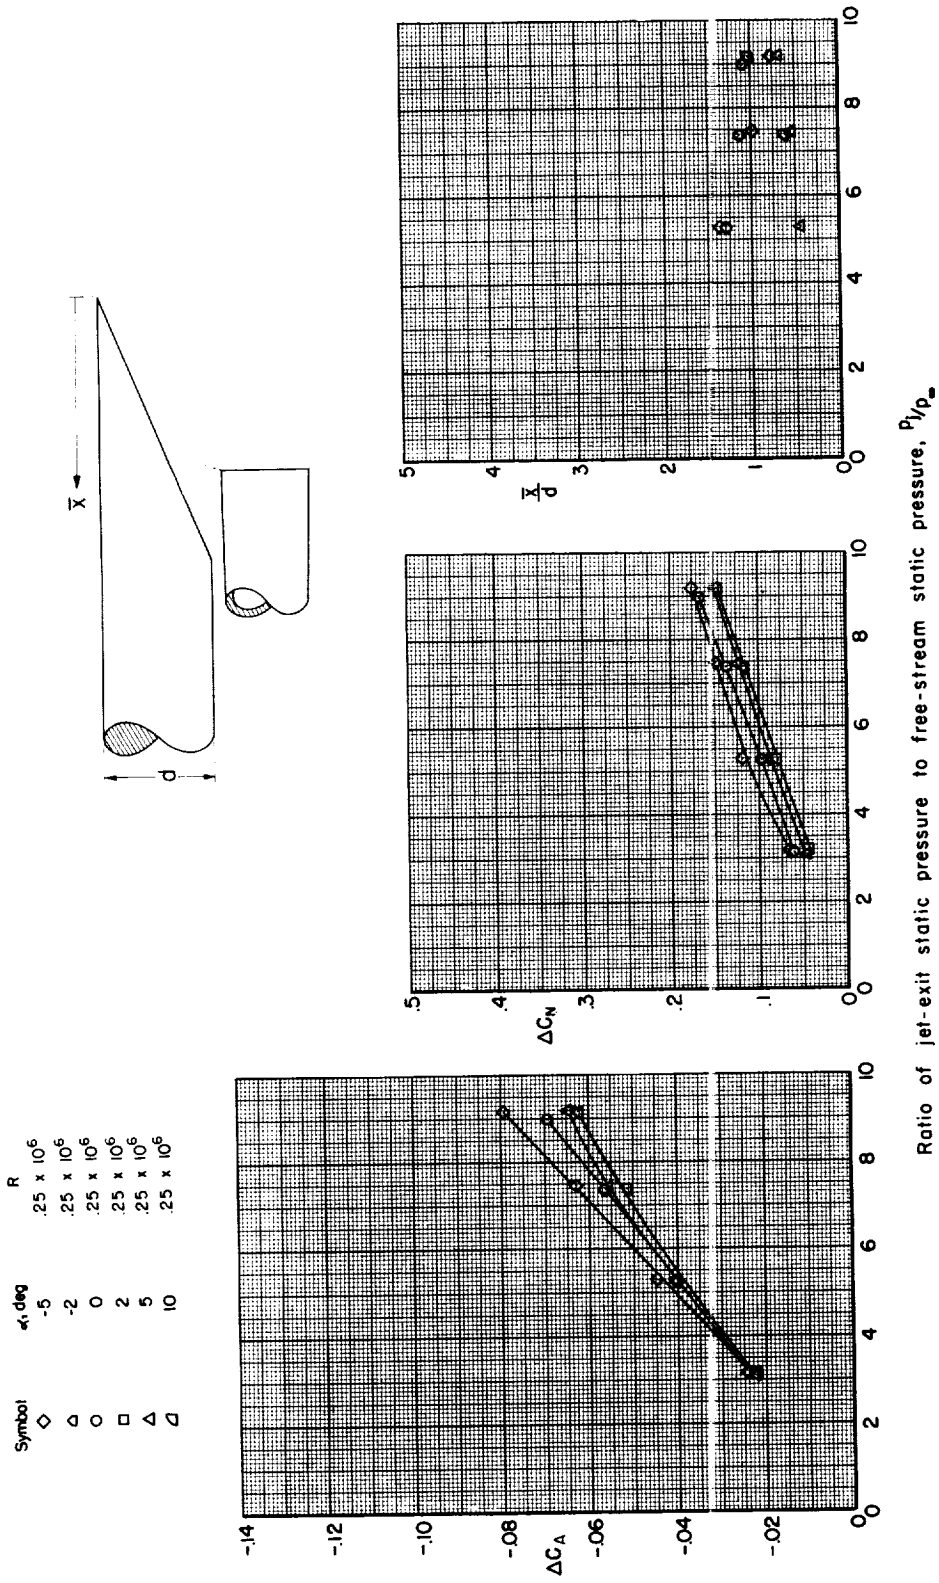 Symbol α, deg R
-5 .25 x 10⁶
-2 .25 x 10⁶
0 .25 x 10⁶
2 .25 x 10⁶
5 .25 x 10⁶
10 .25 x 10⁶
d
x̄
-.14
-.12
-.10
-.08
ΔC_A
-.06
-.04
-.02
0
0 2 4 6 8 10
.5
.4
ΔC_N
.3
.2
.1
0
0 2 4 6 8 10
5
4
x̄/d
3
2
1
0
0 2 4 6 8 10
Ratio of jet-exit static pressure to free-stream static pressure, p_j/p_∞